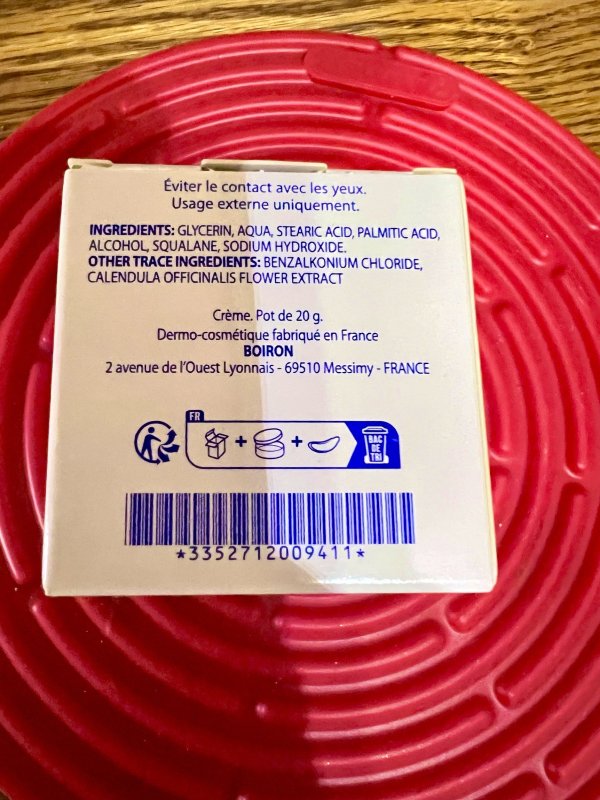 Éviter le contact avec les yeux.
Usage externe uniquement.
INGREDIENTS: GLYCERIN, AQUA, STEARIC ACID, PALMITIC ACID,
ALCOHOL, SQUALANE, SODIUM HYDROXIDE.
OTHER TRACE INGREDIENTS: BENZALKONIUM CHLORIDE,
CALENDULA OFFICINALIS FLOWER EXTRACT
Crème. Pot de 20 g.
Dermo-cosmétique fabriqué en France
BOIRON
2 avenue de l'Ouest Lyonnais - 69510 Messimy - FRANCE
FR
+ +
BAC
DE
TRI
*3352712009411*